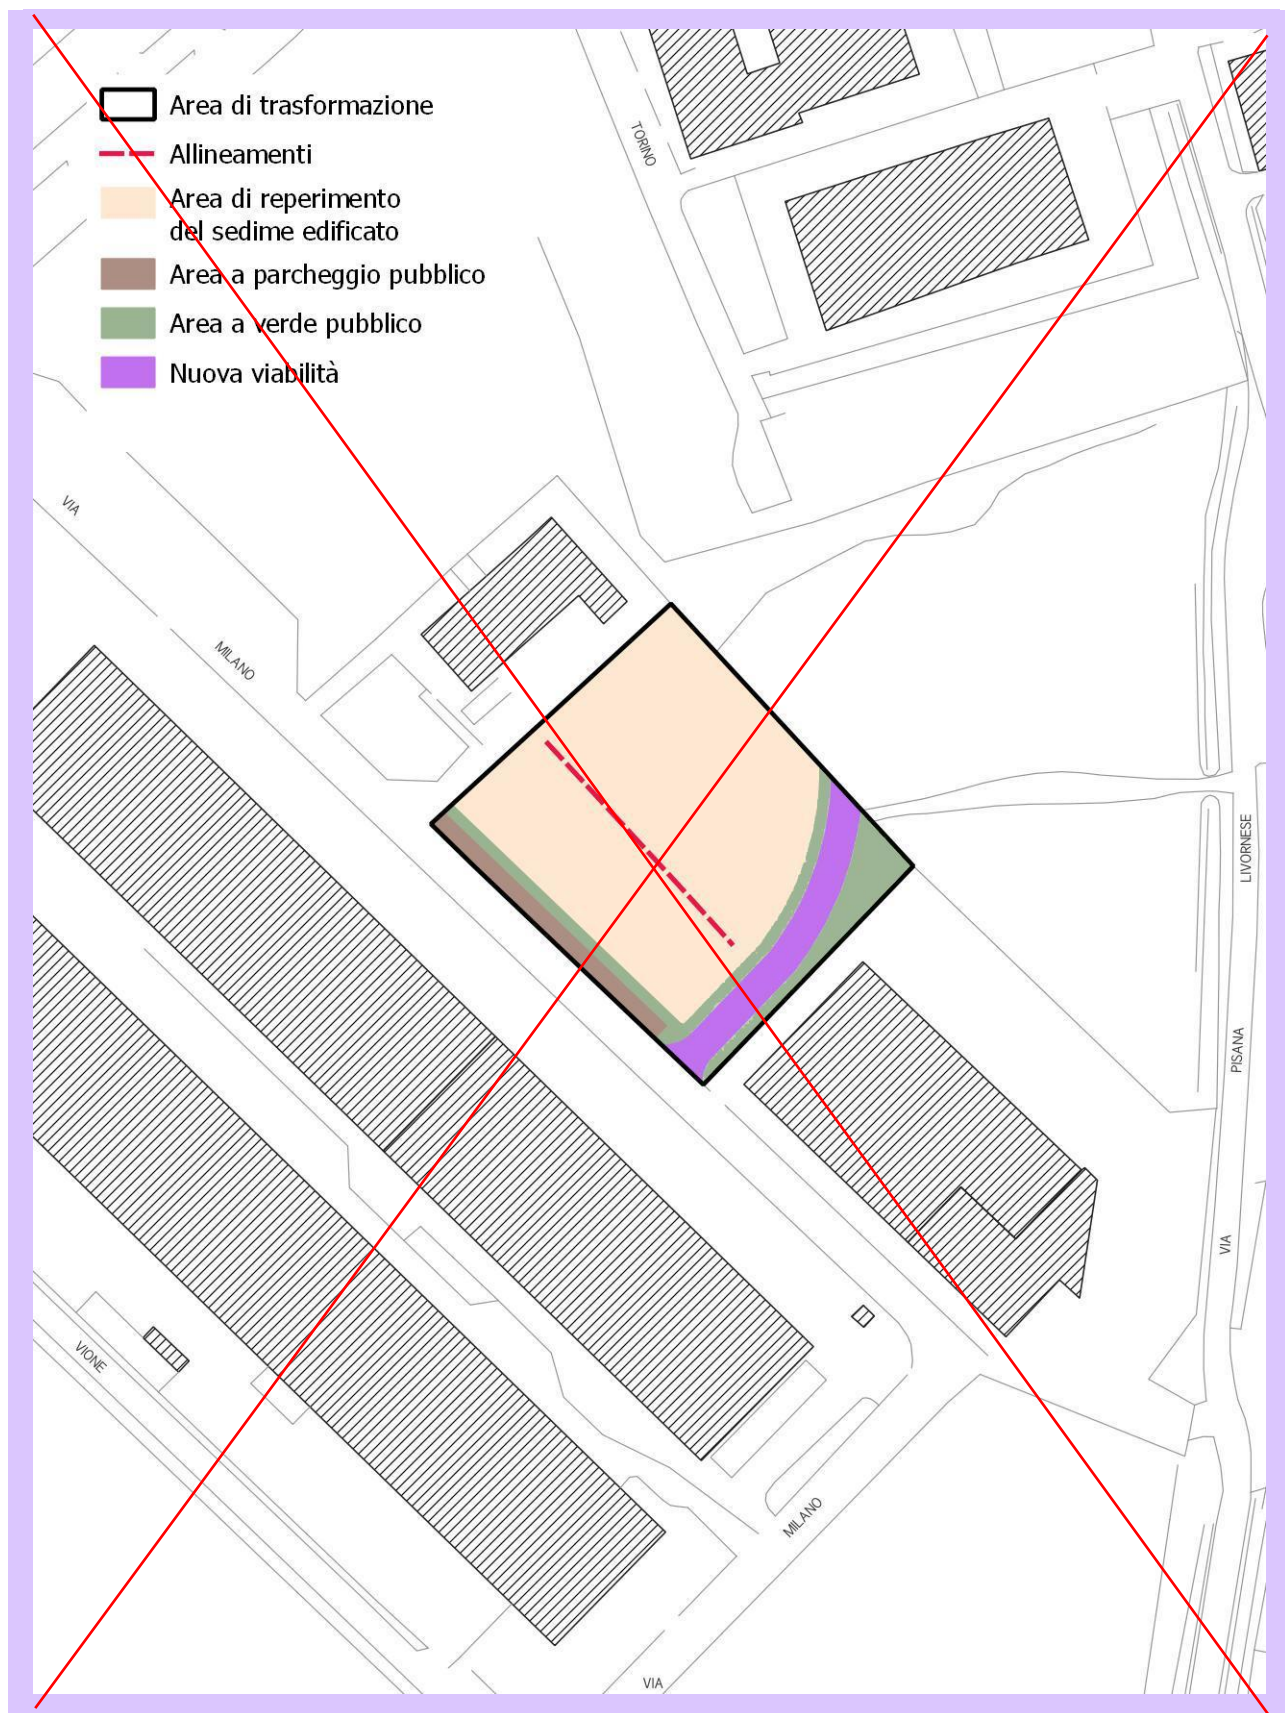 Area di trasformazione
Allineamenti
Area di reperimento
del sedime edificato
Area a parcheggio pubblico
Area a verde pubblico
Nuova viabilità
TORINO
VIA
MILANO
LIVORNESE
PISANA
VIA
VIONE
MILANO
VIA